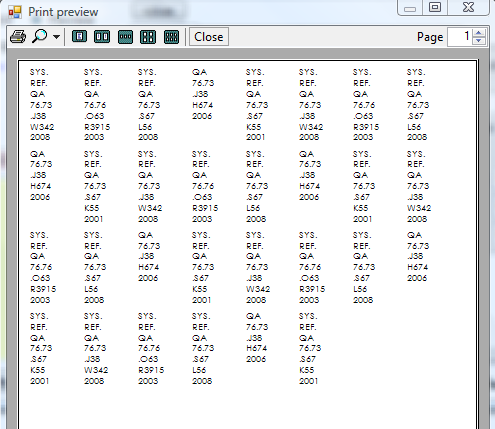 Print preview
Close
Page 1
SYS.
REF.
QA
76.73
.J38
W342
2008
SYS.
REF.
QA
76.76
.O63
R3915
2003
SYS.
REF.
QA
76.73
.S67
L56
2008
QA
76.73
.J38
H674
2006
SYS.
REF.
QA
76.73
.S67
K55
2001
SYS.
REF.
QA
76.73
.J38
W342
2008
SYS.
REF.
QA
76.76
.O63
R3915
2003
SYS.
REF.
QA
76.73
.S67
L56
2008
QA
76.73
.J38
H674
2006
SYS.
REF.
QA
76.73
.S67
K55
2001
SYS.
REF.
QA
76.73
.J38
W342
2008
SYS.
REF.
QA
76.76
.O63
R3915
2003
SYS.
REF.
QA
76.73
.S67
L56
2008
QA
76.73
.J38
H674
2006
SYS.
REF.
QA
76.73
.S67
K55
2001
SYS.
REF.
QA
76.73
.J38
W342
2008
SYS.
REF.
QA
76.76
.O63
R3915
2003
SYS.
REF.
QA
76.73
.S67
L56
2008
QA
76.73
.J38
H674
2006
SYS.
REF.
QA
76.73
.S67
K55
2001
SYS.
REF.
QA
76.73
.J38
W342
2008
SYS.
REF.
QA
76.76
.O63
R3915
2003
SYS.
REF.
QA
76.73
.S67
L56
2008
QA
76.73
.J38
H674
2006
SYS.
REF.
QA
76.73
.S67
K55
2001
SYS.
REF.
QA
76.73
.J38
W342
2008
SYS.
REF.
QA
76.76
.O63
R3915
2003
SYS.
REF.
QA
76.73
.S67
L56
2008
QA
76.73
.J38
H674
2006
SYS.
REF.
QA
76.73
.S67
K55
2001